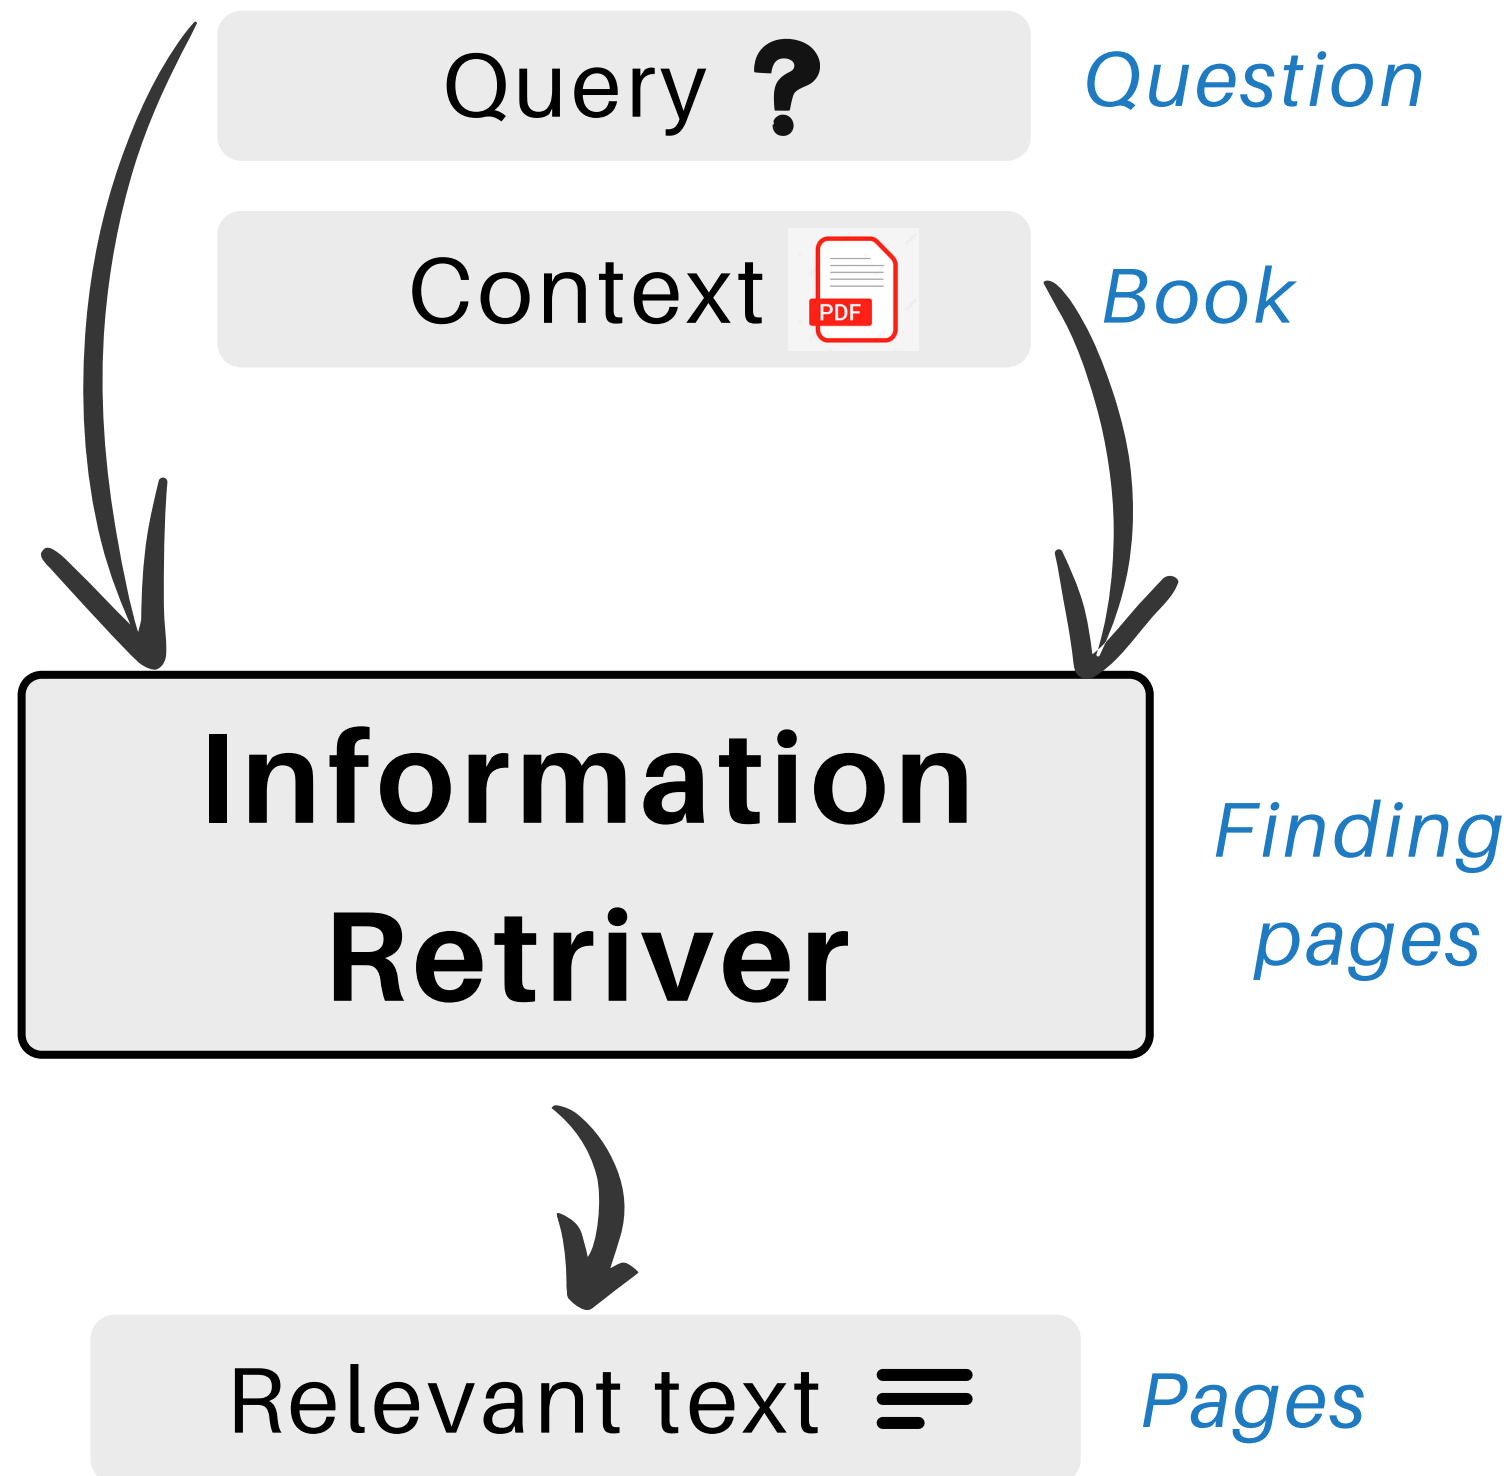 Query ? Question
Context PDF Book
Information
Retriver
Finding
pages
Relevant text Pages